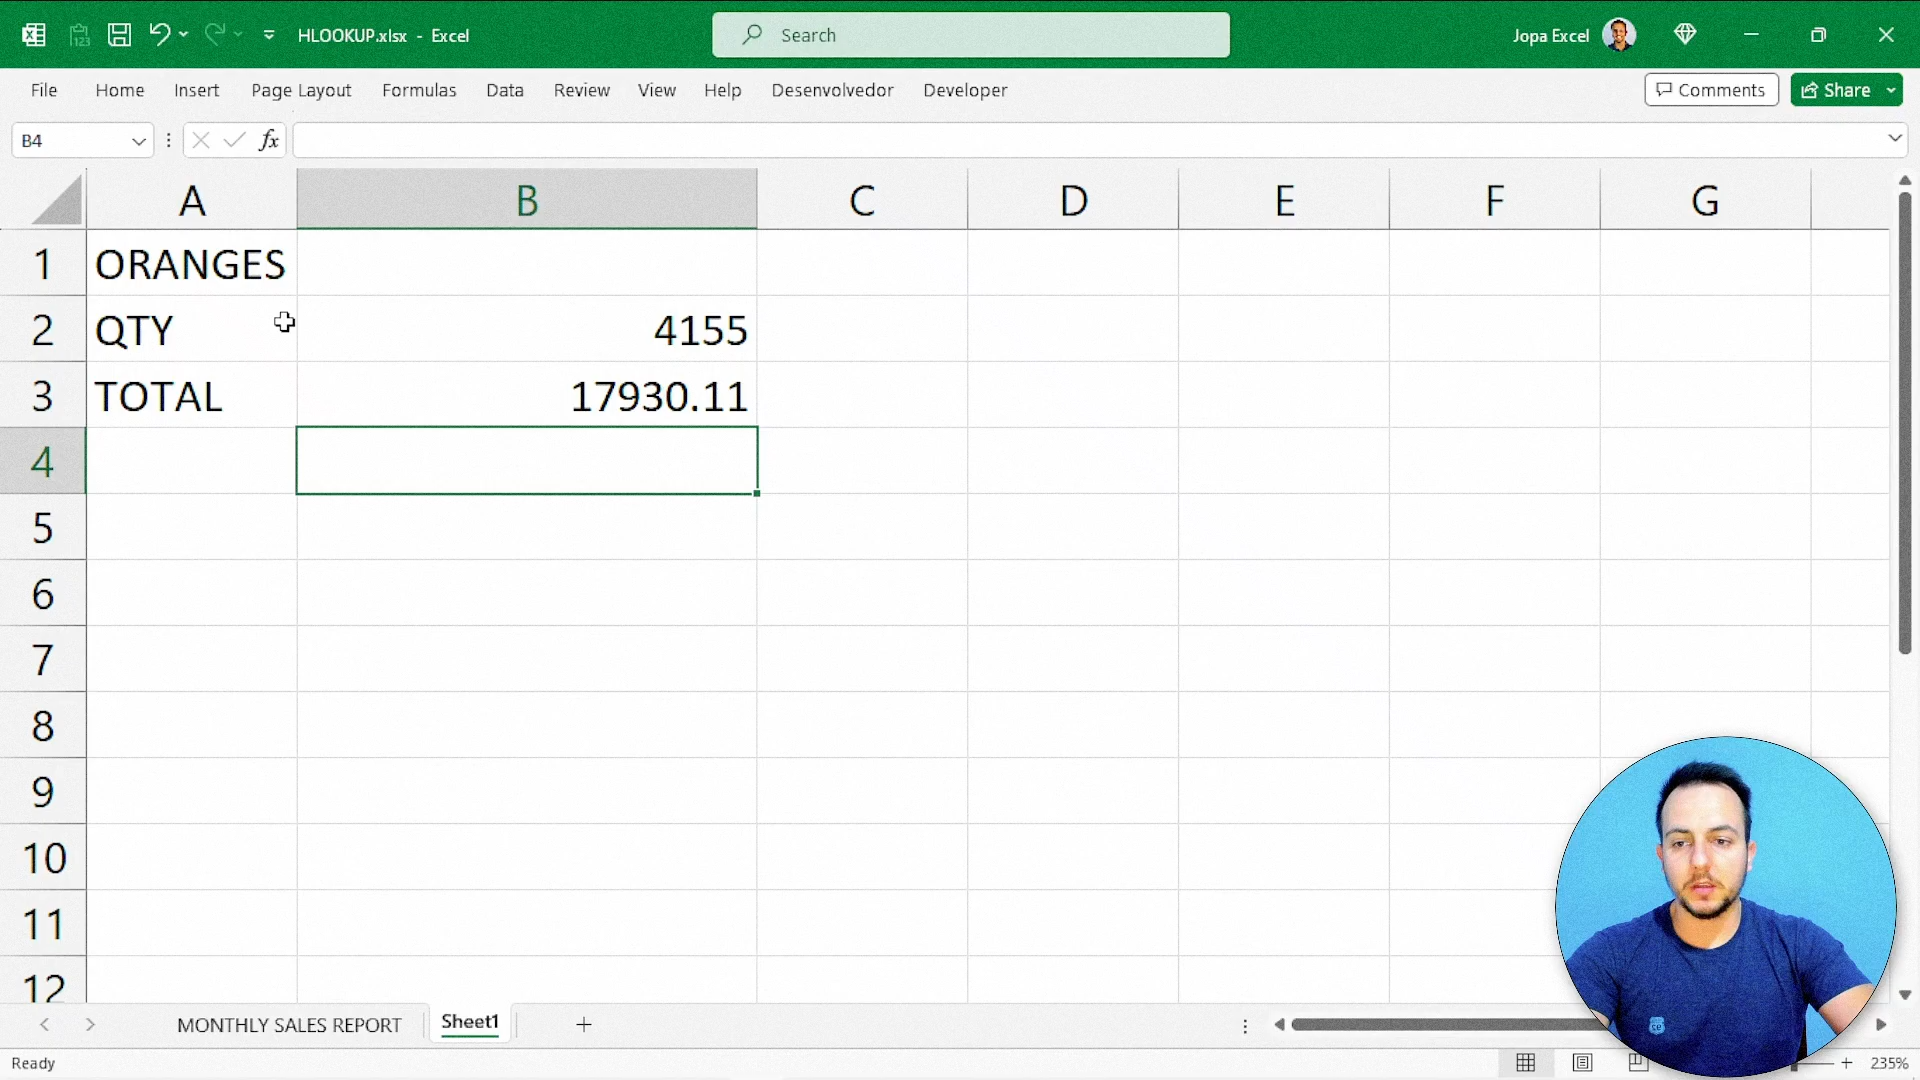 HLOOKUP.xlsx - Excel
Search
Jopa Excel
File Home Insert Page Layout Formulas Data Review View Help Desenvolvedor Developer
Comments Share
B4
fx
A B C D E F G
1 ORANGES
2 QTY 4155
3 TOTAL 17930.11
4
5
6
7
8
9
10
11
12
MONTHLY SALES REPORT Sheet1
Ready
235%